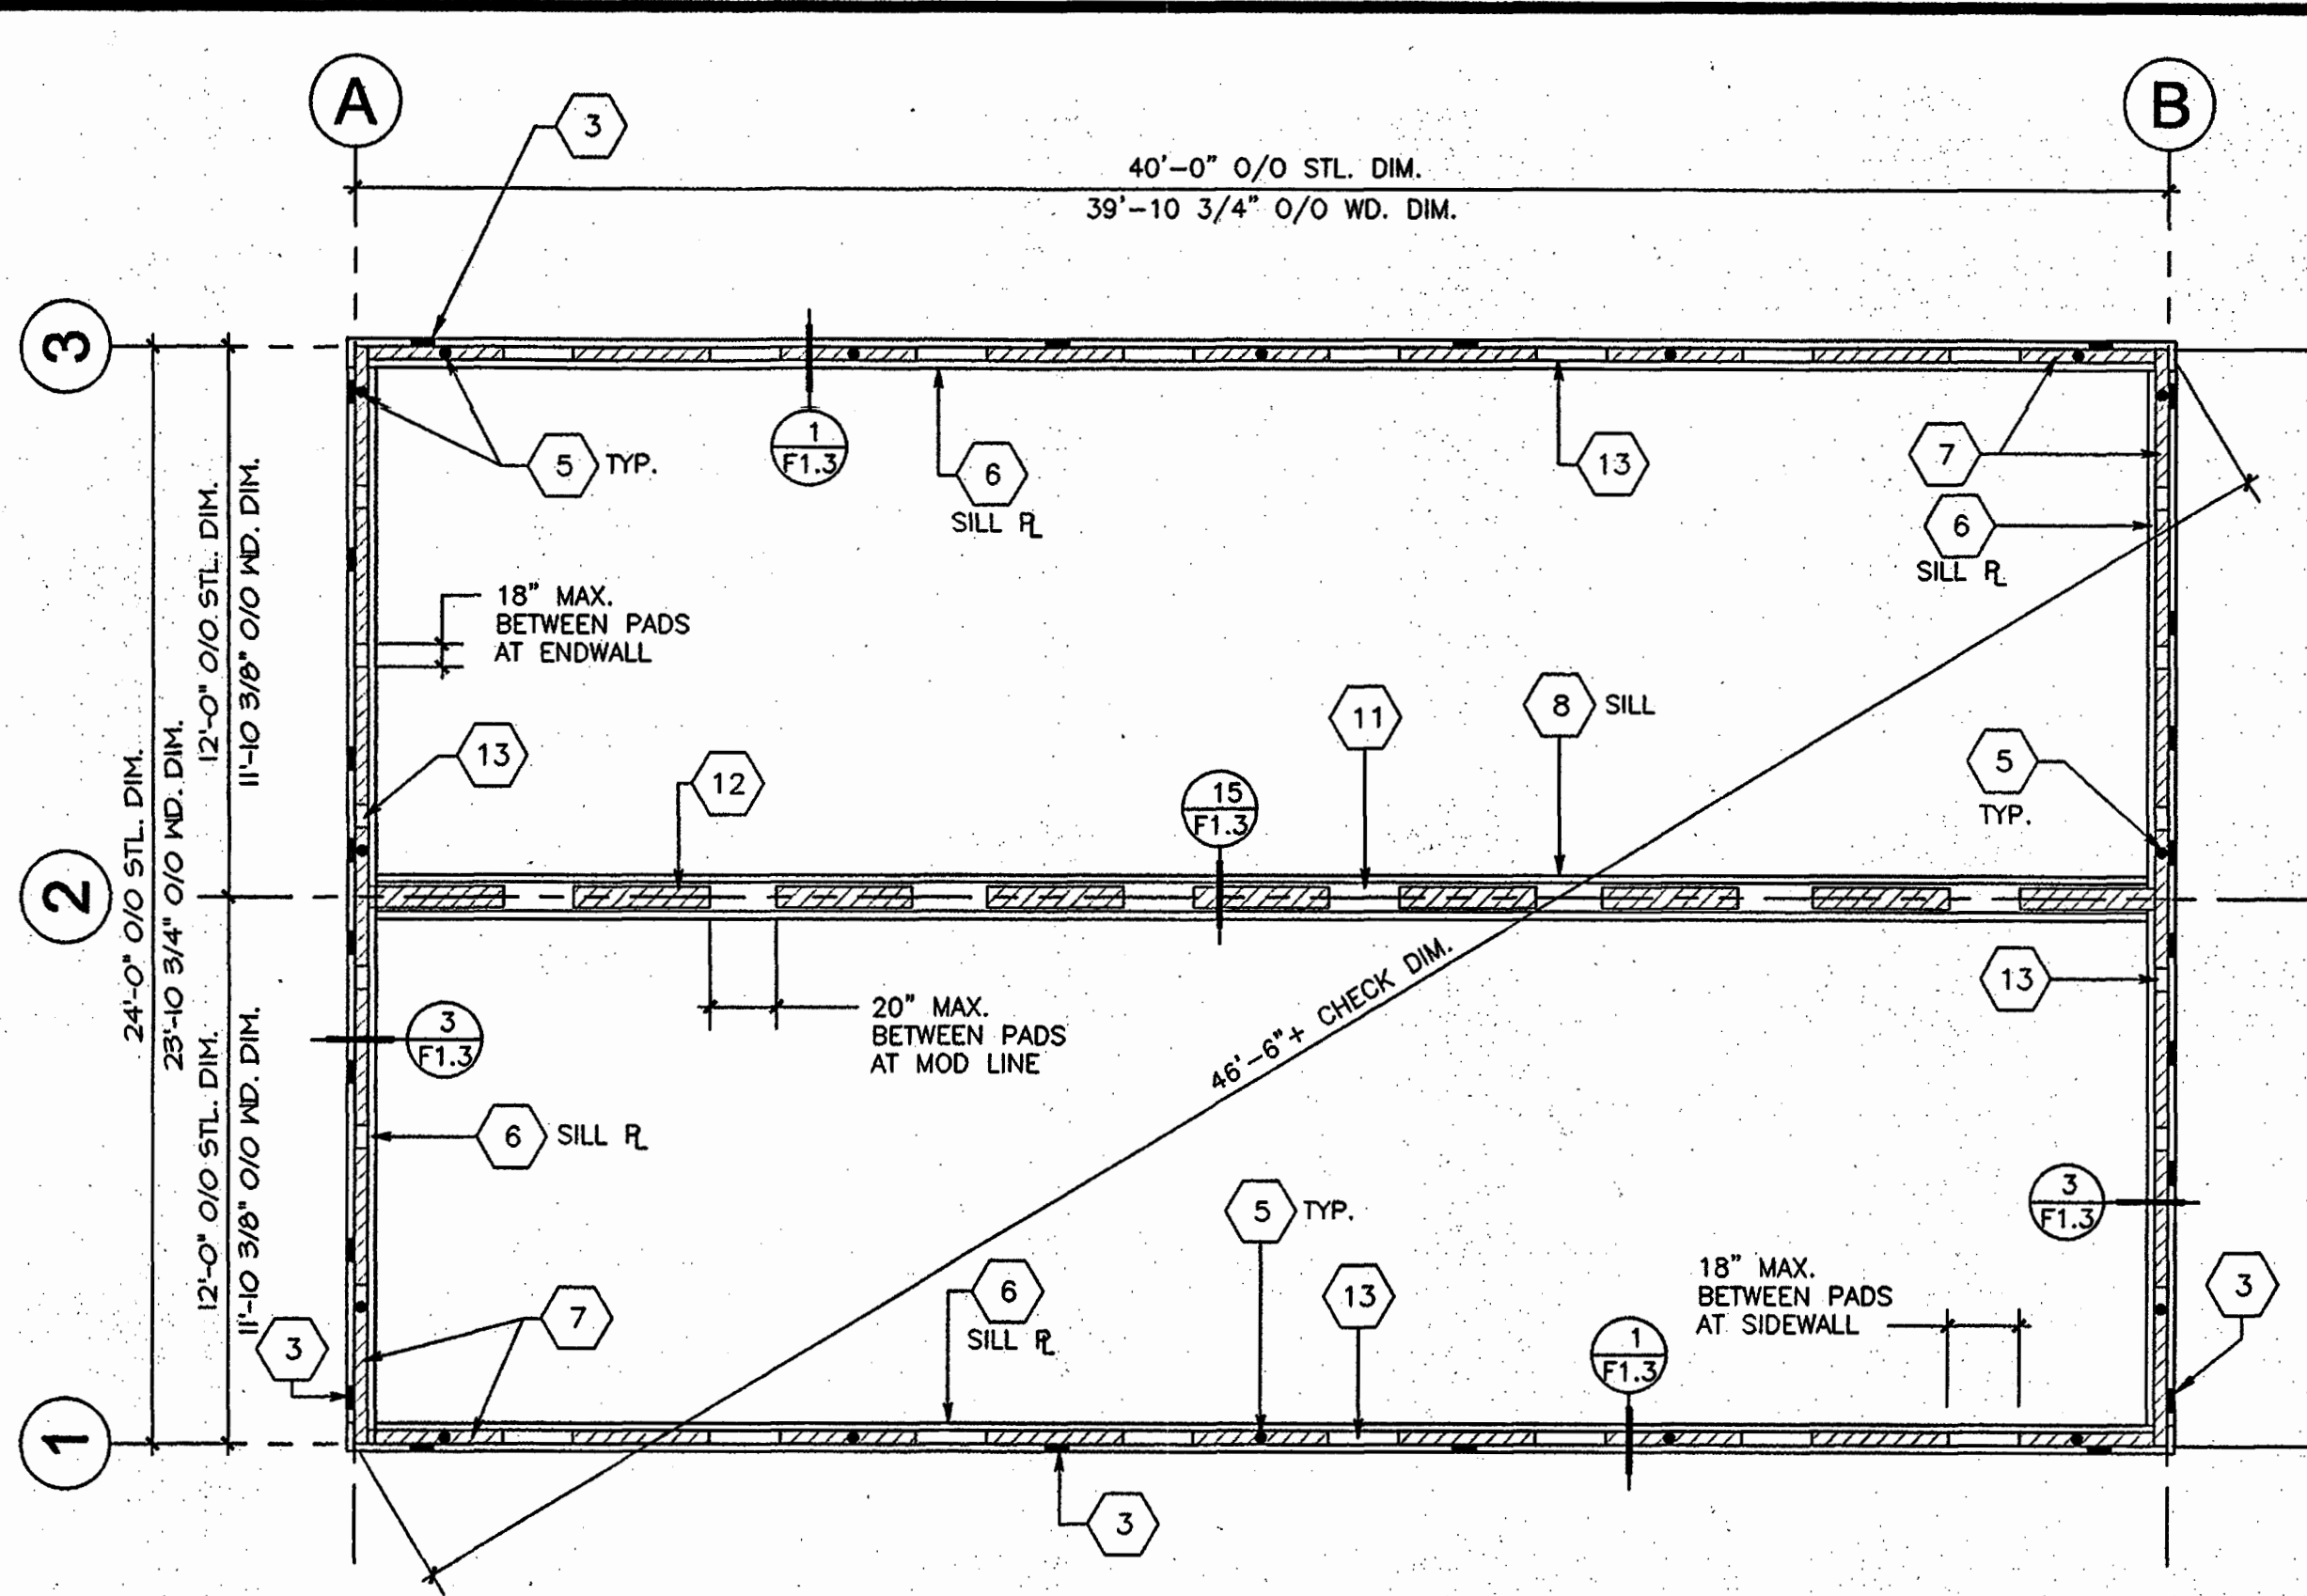 A
B
3
40'-0" O/O STL. DIM.
39'-10 3/4" O/O WD. DIM.
3
1
F1.3
5 TYP.
6
SILL PL
13
7
6
SILL PL
12'-0" O/O STL. DIM.
11'-10 3/8" O/O WD. DIM.
18" MAX.
BETWEEN PADS
AT ENDWALL
24'-0" O/O STL. DIM.
23'-10 3/4" O/O WD. DIM.
13
12
11
8 SILL
15
F1.3
5
TYP.
2
20" MAX.
BETWEEN PADS
AT MOD LINE
46'-6"+ CHECK DIM.
13
3
F1.3
12'-0" O/O STL. DIM.
11'-10 3/8" O/O WD. DIM.
6 SILL PL
5 TYP.
3
F1.3
18" MAX.
BETWEEN PADS
AT SIDEWALL
6
SILL PL
13
3
7
3
1
F1.3
1
3